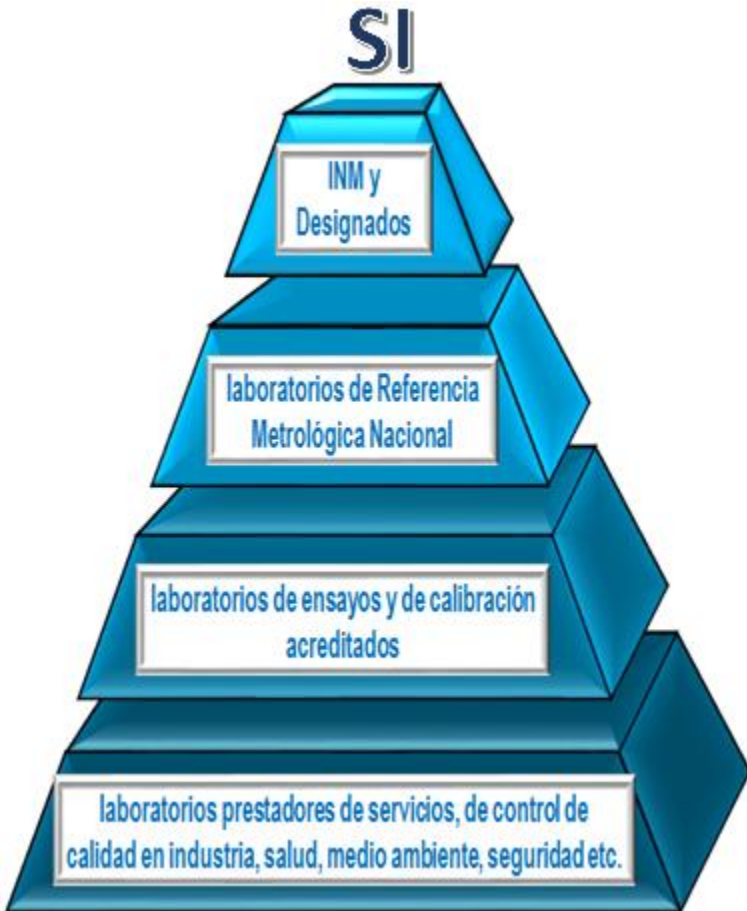 SI
INM y
Designados
laboratorios de Referencia
Metrológica Nacional
laboratorios de ensayos y de calibración
acreditados
laboratorios prestadores de servicios, de control de
calidad en industria, salud, medio ambiente, seguridad etc.